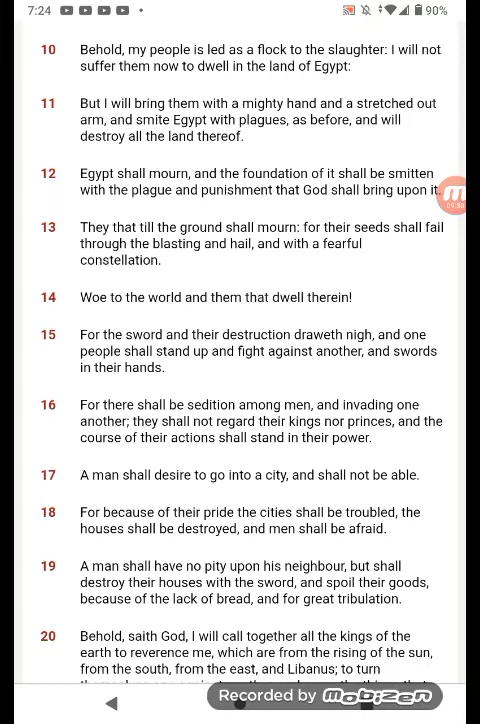 7:24
90%
10 Behold, my people is led as a flock to the slaughter: I will not
suffer them now to dwell in the land of Egypt:
11 But I will bring them with a mighty hand and a stretched out
arm, and smite Egypt with plagues, as before, and will
destroy all the land thereof.
12 Egypt shall mourn, and the foundation of it shall be smitten
with the plague and punishment that God shall bring upon it.
13 They that till the ground shall mourn: for their seeds shall fail
through the blasting and hail, and with a fearful
constellation.
14 Woe to the world and them that dwell therein!
15 For the sword and their destruction draweth nigh, and one
people shall stand up and fight against another, and swords
in their hands.
16 For there shall be sedition among men, and invading one
another; they shall not regard their kings nor princes, and the
course of their actions shall stand in their power.
17 A man shall desire to go into a city, and shall not be able.
18 For because of their pride the cities shall be troubled, the
houses shall be destroyed, and men shall be afraid.
19 A man shall have no pity upon his neighbour, but shall
destroy their houses with the sword, and spoil their goods,
because of the lack of bread, and for great tribulation.
20 Behold, saith God, I will call together all the kings of the
earth to reverence me, which are from the rising of the sun,
from the south, from the east, and Libanus; to turn
Recorded by mobizen